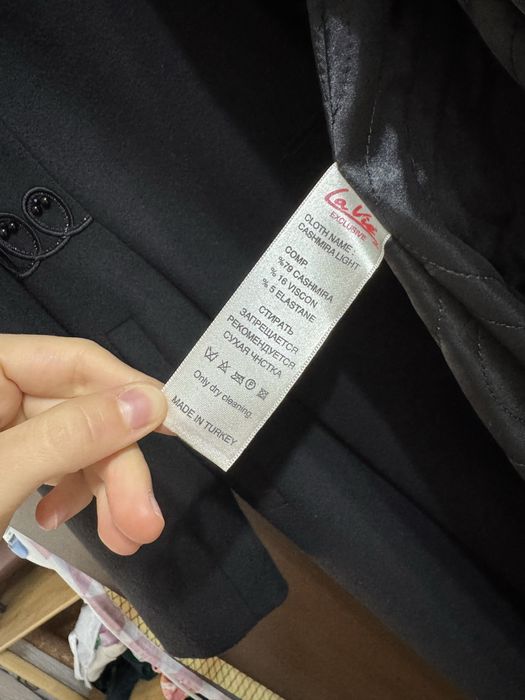 La Vie
EXCLUSIVE
CLOTH NAME :
CASHMIRA LIGHT
COMP
%79 CASHMIRA
% 16 VISCON
% 5 ELASTANE
СТИРАТЬ
ЗАПРЕЩАЕТСЯ
РЕКОМЕНДУЕТСЯ
СУХАЯ ЧНСТКА
Only dry cleaning.
MADE IN TURKEY